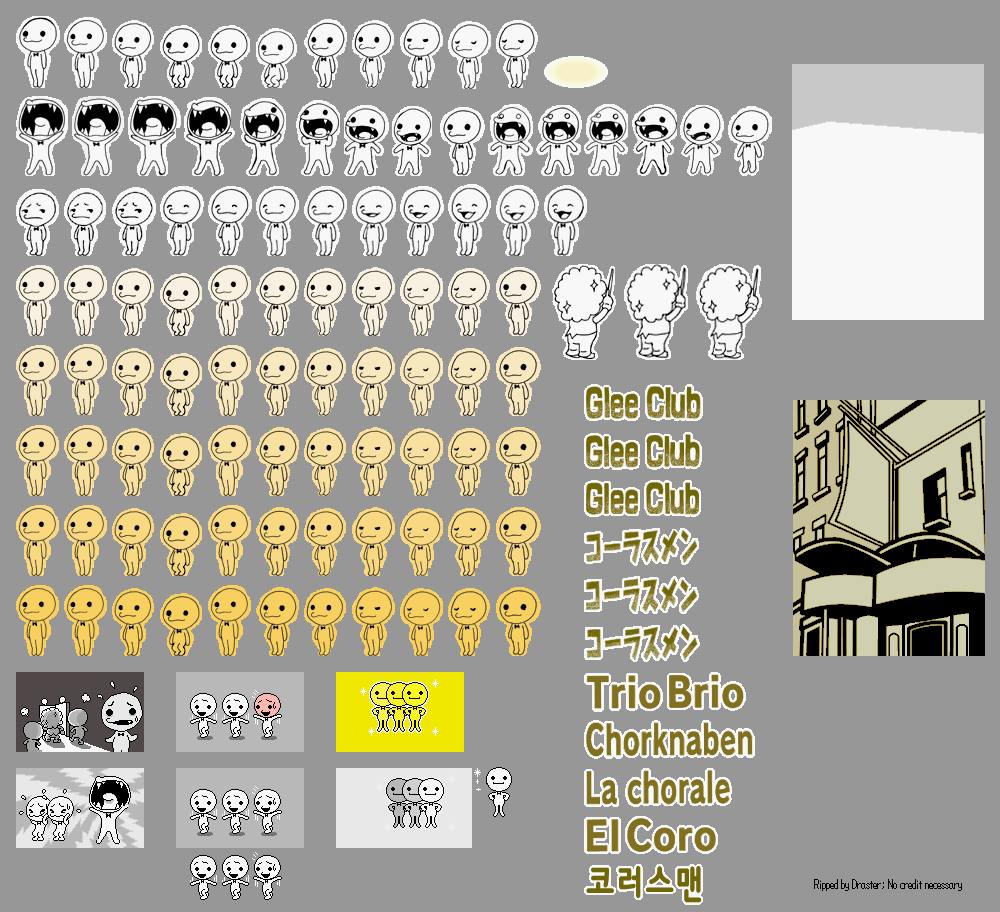 Glee Club
Glee Club
Glee Club
コーラスメン
コーラスメン
コーラスメン
Trio Brio
Chorknaben
La chorale
El Coro
코러스맨
Ripped by Draster; No credit necessary